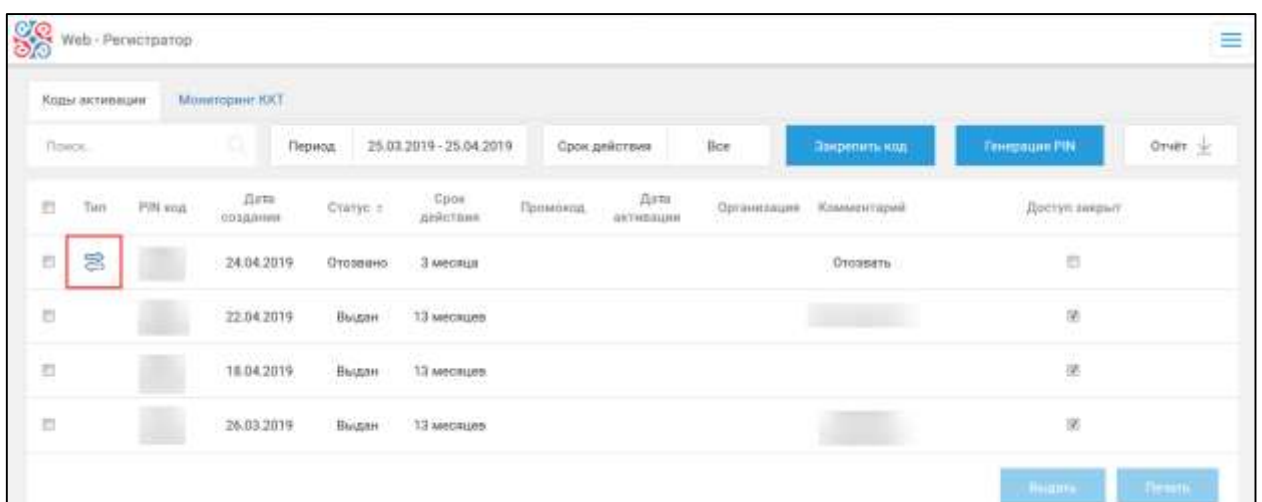 Web - Регистратор
Коды активации Мониторинг ККТ
Поиск... Период 25.03.2019 - 25.04.2019 Срок действия Все Закрепить код Генерация PIN Отчёт
Тип PIN код Дата создания Статус Срок действия Промокод Дата активации Организация Комментарий Доступ закрыт
24.04.2019 Отозвано 3 месяца Отозвать
22.04.2019 Выдан 13 месяцев
18.04.2019 Выдан 13 месяцев
26.03.2019 Выдан 13 месяцев
Выдать Печать